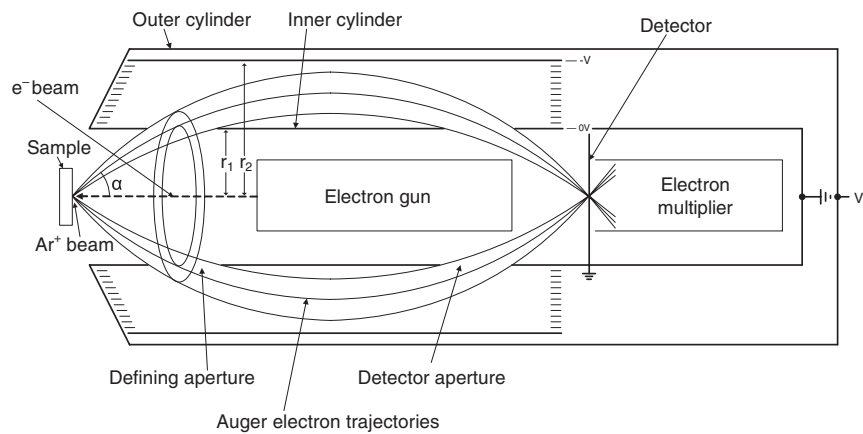 Outer cylinder
Inner cylinder
Detector
e⁻ beam
-V
0V
Sample
r₁ r₂
α
Electron gun
Electron
multiplier
V
Ar⁺ beam
Defining aperture
Detector aperture
Auger electron trajectories